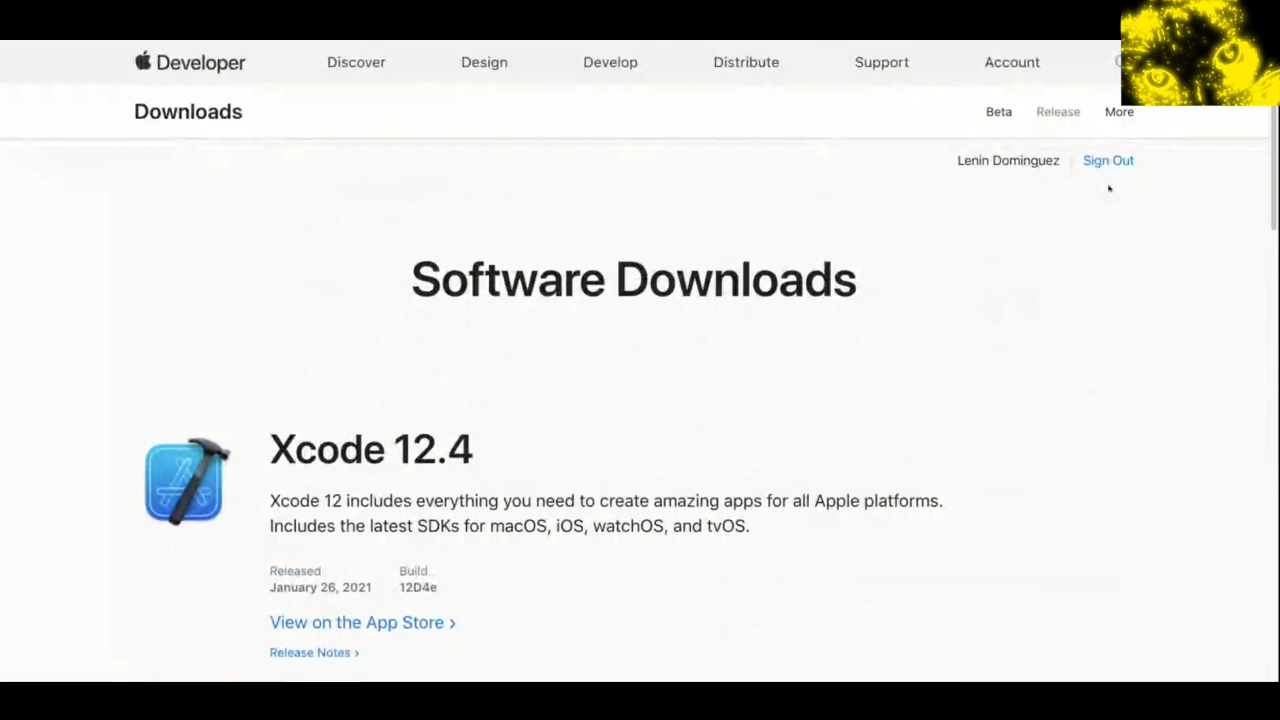 Developer
Discover
Design
Develop
Distribute
Support
Account
Downloads
Beta
Release
More
Lenin Dominguez
Sign Out
Software Downloads
Xcode 12.4
Xcode 12 includes everything you need to create amazing apps for all Apple platforms.
Includes the latest SDKs for macOS, iOS, watchOS, and tvOS.
Released
Build
January 26, 2021
12D4e
View on the App Store ›
Release Notes ›